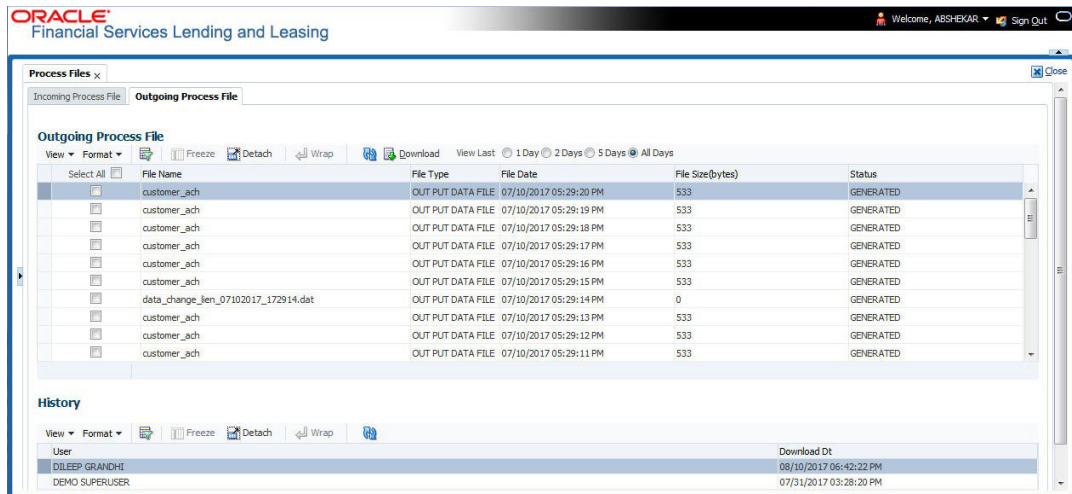 ORACLE
Financial Services Lending and Leasing
Welcome, ABSHEKAR Sign Out
Process Files x Close
Incoming Process File Outgoing Process File
Outgoing Process File
View Format Freeze Detach Wrap Download View Last 1 Day 2 Days 5 Days All Days
Select All File Name File Type File Date File Size(bytes) Status
customer_ach OUT PUT DATA FILE 07/10/2017 05:29:20 PM 533 GENERATED
customer_ach OUT PUT DATA FILE 07/10/2017 05:29:19 PM 533 GENERATED
customer_ach OUT PUT DATA FILE 07/10/2017 05:29:18 PM 533 GENERATED
customer_ach OUT PUT DATA FILE 07/10/2017 05:29:17 PM 533 GENERATED
customer_ach OUT PUT DATA FILE 07/10/2017 05:29:16 PM 533 GENERATED
customer_ach OUT PUT DATA FILE 07/10/2017 05:29:15 PM 533 GENERATED
data_change_lien_07102017_172914.dat OUT PUT DATA FILE 07/10/2017 05:29:14 PM 0 GENERATED
customer_ach OUT PUT DATA FILE 07/10/2017 05:29:13 PM 533 GENERATED
customer_ach OUT PUT DATA FILE 07/10/2017 05:29:12 PM 533 GENERATED
customer_ach OUT PUT DATA FILE 07/10/2017 05:29:11 PM 533 GENERATED
History
View Format Freeze Detach Wrap
User Download Dt
DILEEP GRANDHI 08/10/2017 06:42:22 PM
DEMO SUPERUSER 07/31/2017 03:28:20 PM